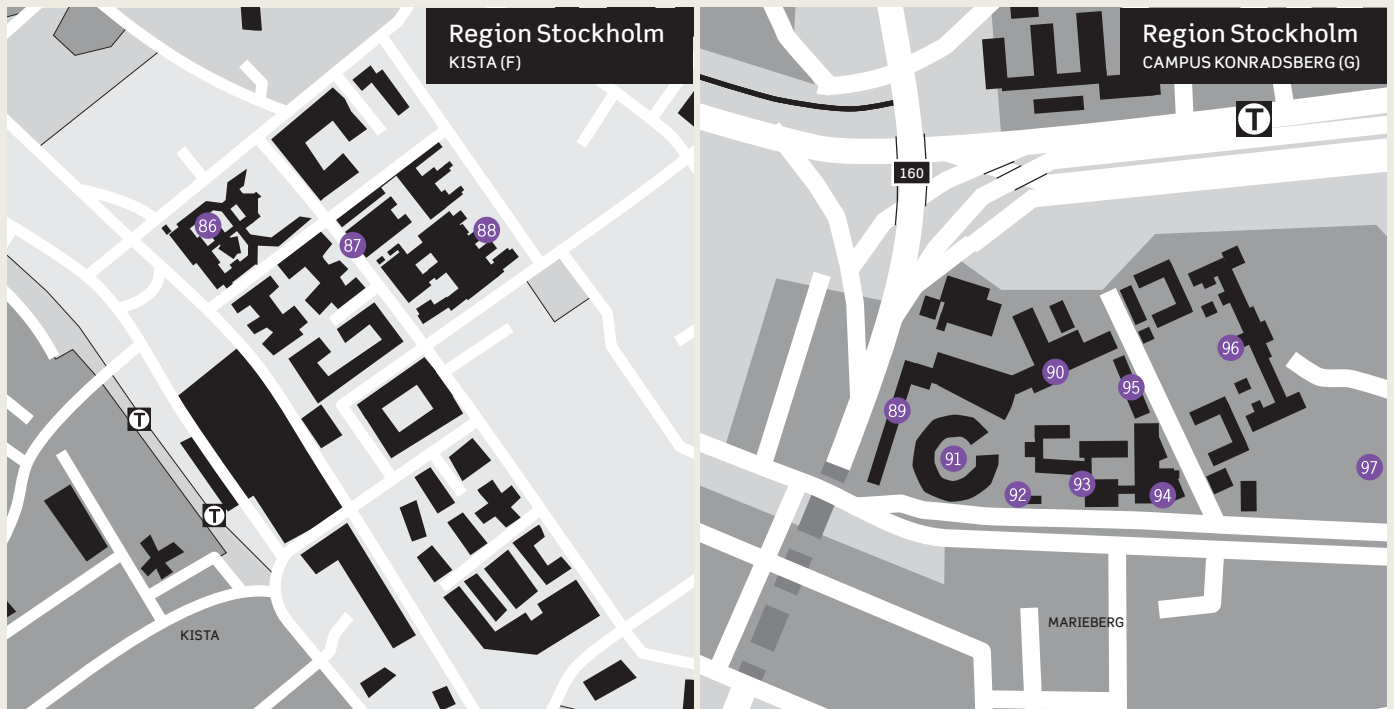 Region Stockholm
KISTA (F)
86
87
88
T
T
KISTA
Region Stockholm
CAMPUS KONRADSBERG (G)
T
160
96
90
95
89
91
97
93
92
94
MARIEBERG